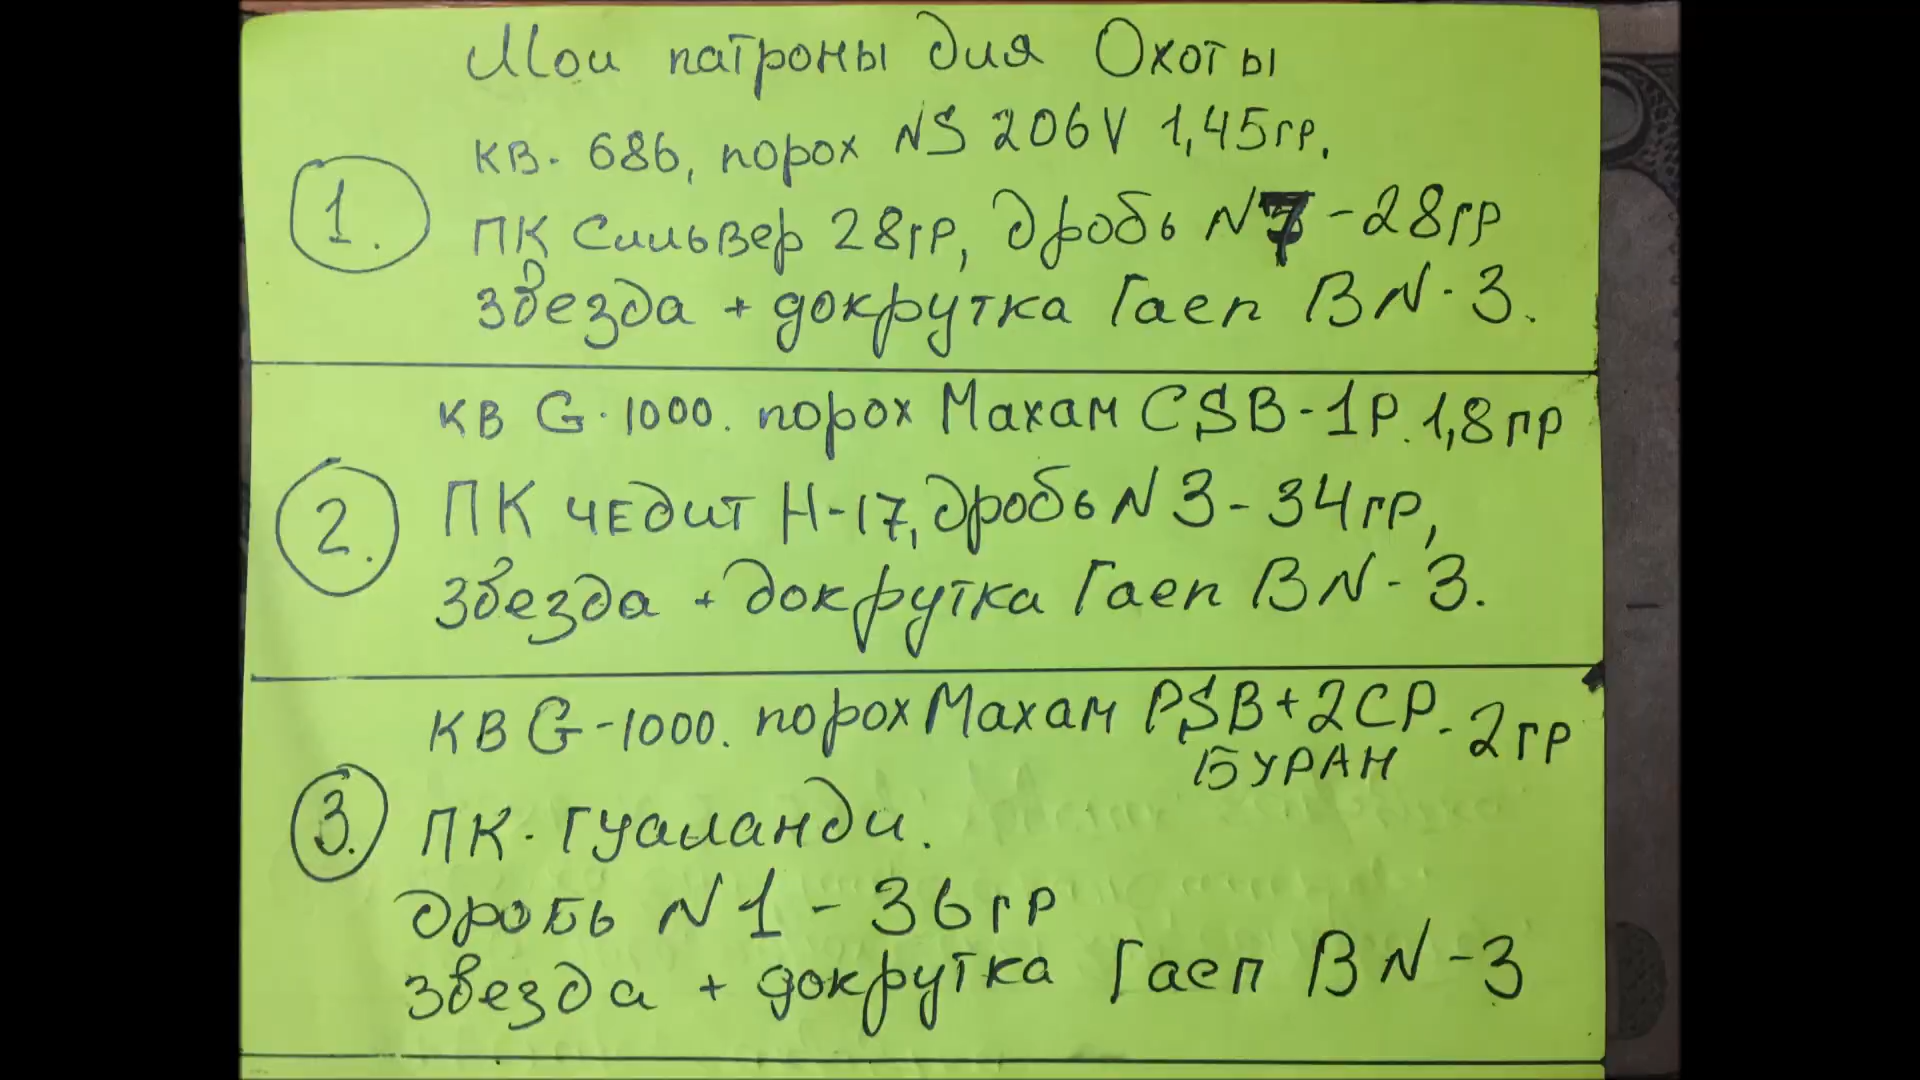 Мои патроны для Охоты
1.
кв. 686, порох NS 206V 1,45гр.
ПК Сильвер 28гр, дробь N7 - 28гр
звезда + докрутка Гаеп BN-3.
2.
КВ G-1000. порох Махам CSB-1Р. 1,8гр
ПК чедит Н-17, дробь N3 - 34гр,
звезда + докрутка Гаеп BN-3.
3.
КВ G-1000. порох Махам PSB+2СР - 2гр
БУРАН
ПК - Гуаланди.
дробь N1 - 36гр
звезда + докрутка Гаеп BN-3